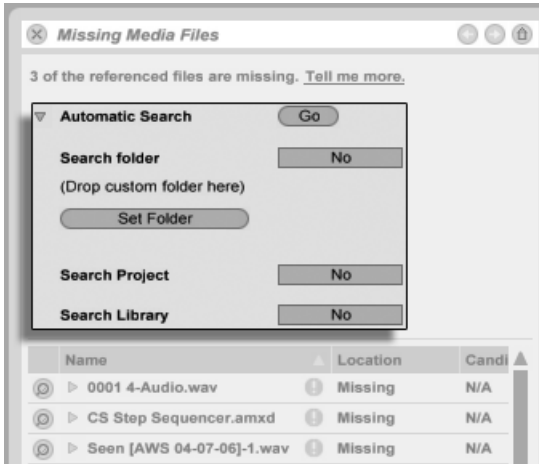 Missing Media Files
3 of the referenced files are missing. Tell me more.
Automatic Search Go
Search folder No
(Drop custom folder here)
Set Folder
Search Project No
Search Library No
Name Location Candi
0001 4-Audio.wav Missing N/A
CS Step Sequencer.amxd Missing N/A
Seen [AWS 04-07-06]-1.wav Missing N/A